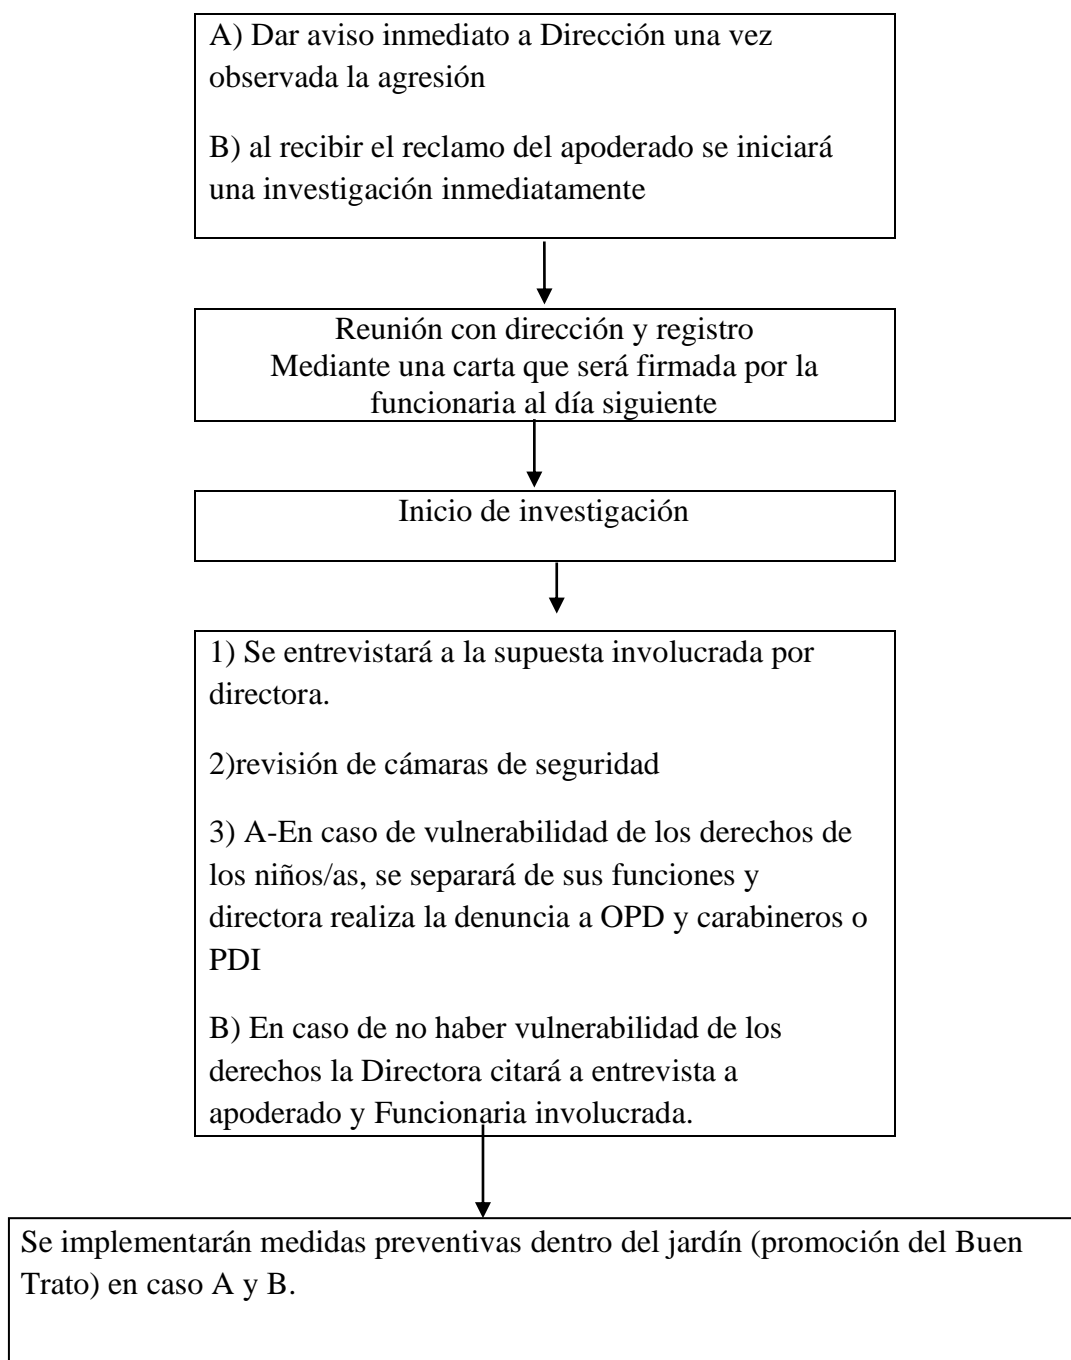 A) Dar aviso inmediato a Dirección una vez
observada la agresión
B) al recibir el reclamo del apoderado se iniciará
una investigación inmediatamente
Reunión con dirección y registro
Mediante una carta que será firmada por la
funcionaria al día siguiente
Inicio de investigación
1) Se entrevistará a la supuesta involucrada por
directora.
2)revisión de cámaras de seguridad
3) A-En caso de vulnerabilidad de los derechos de
los niños/as, se separará de sus funciones y
directora realiza la denuncia a OPD y carabineros o
PDI
B) En caso de no haber vulnerabilidad de los
derechos la Directora citará a entrevista a
apoderado y Funcionaria involucrada.
Se implementarán medidas preventivas dentro del jardín (promoción del Buen
Trato) en caso A y B.